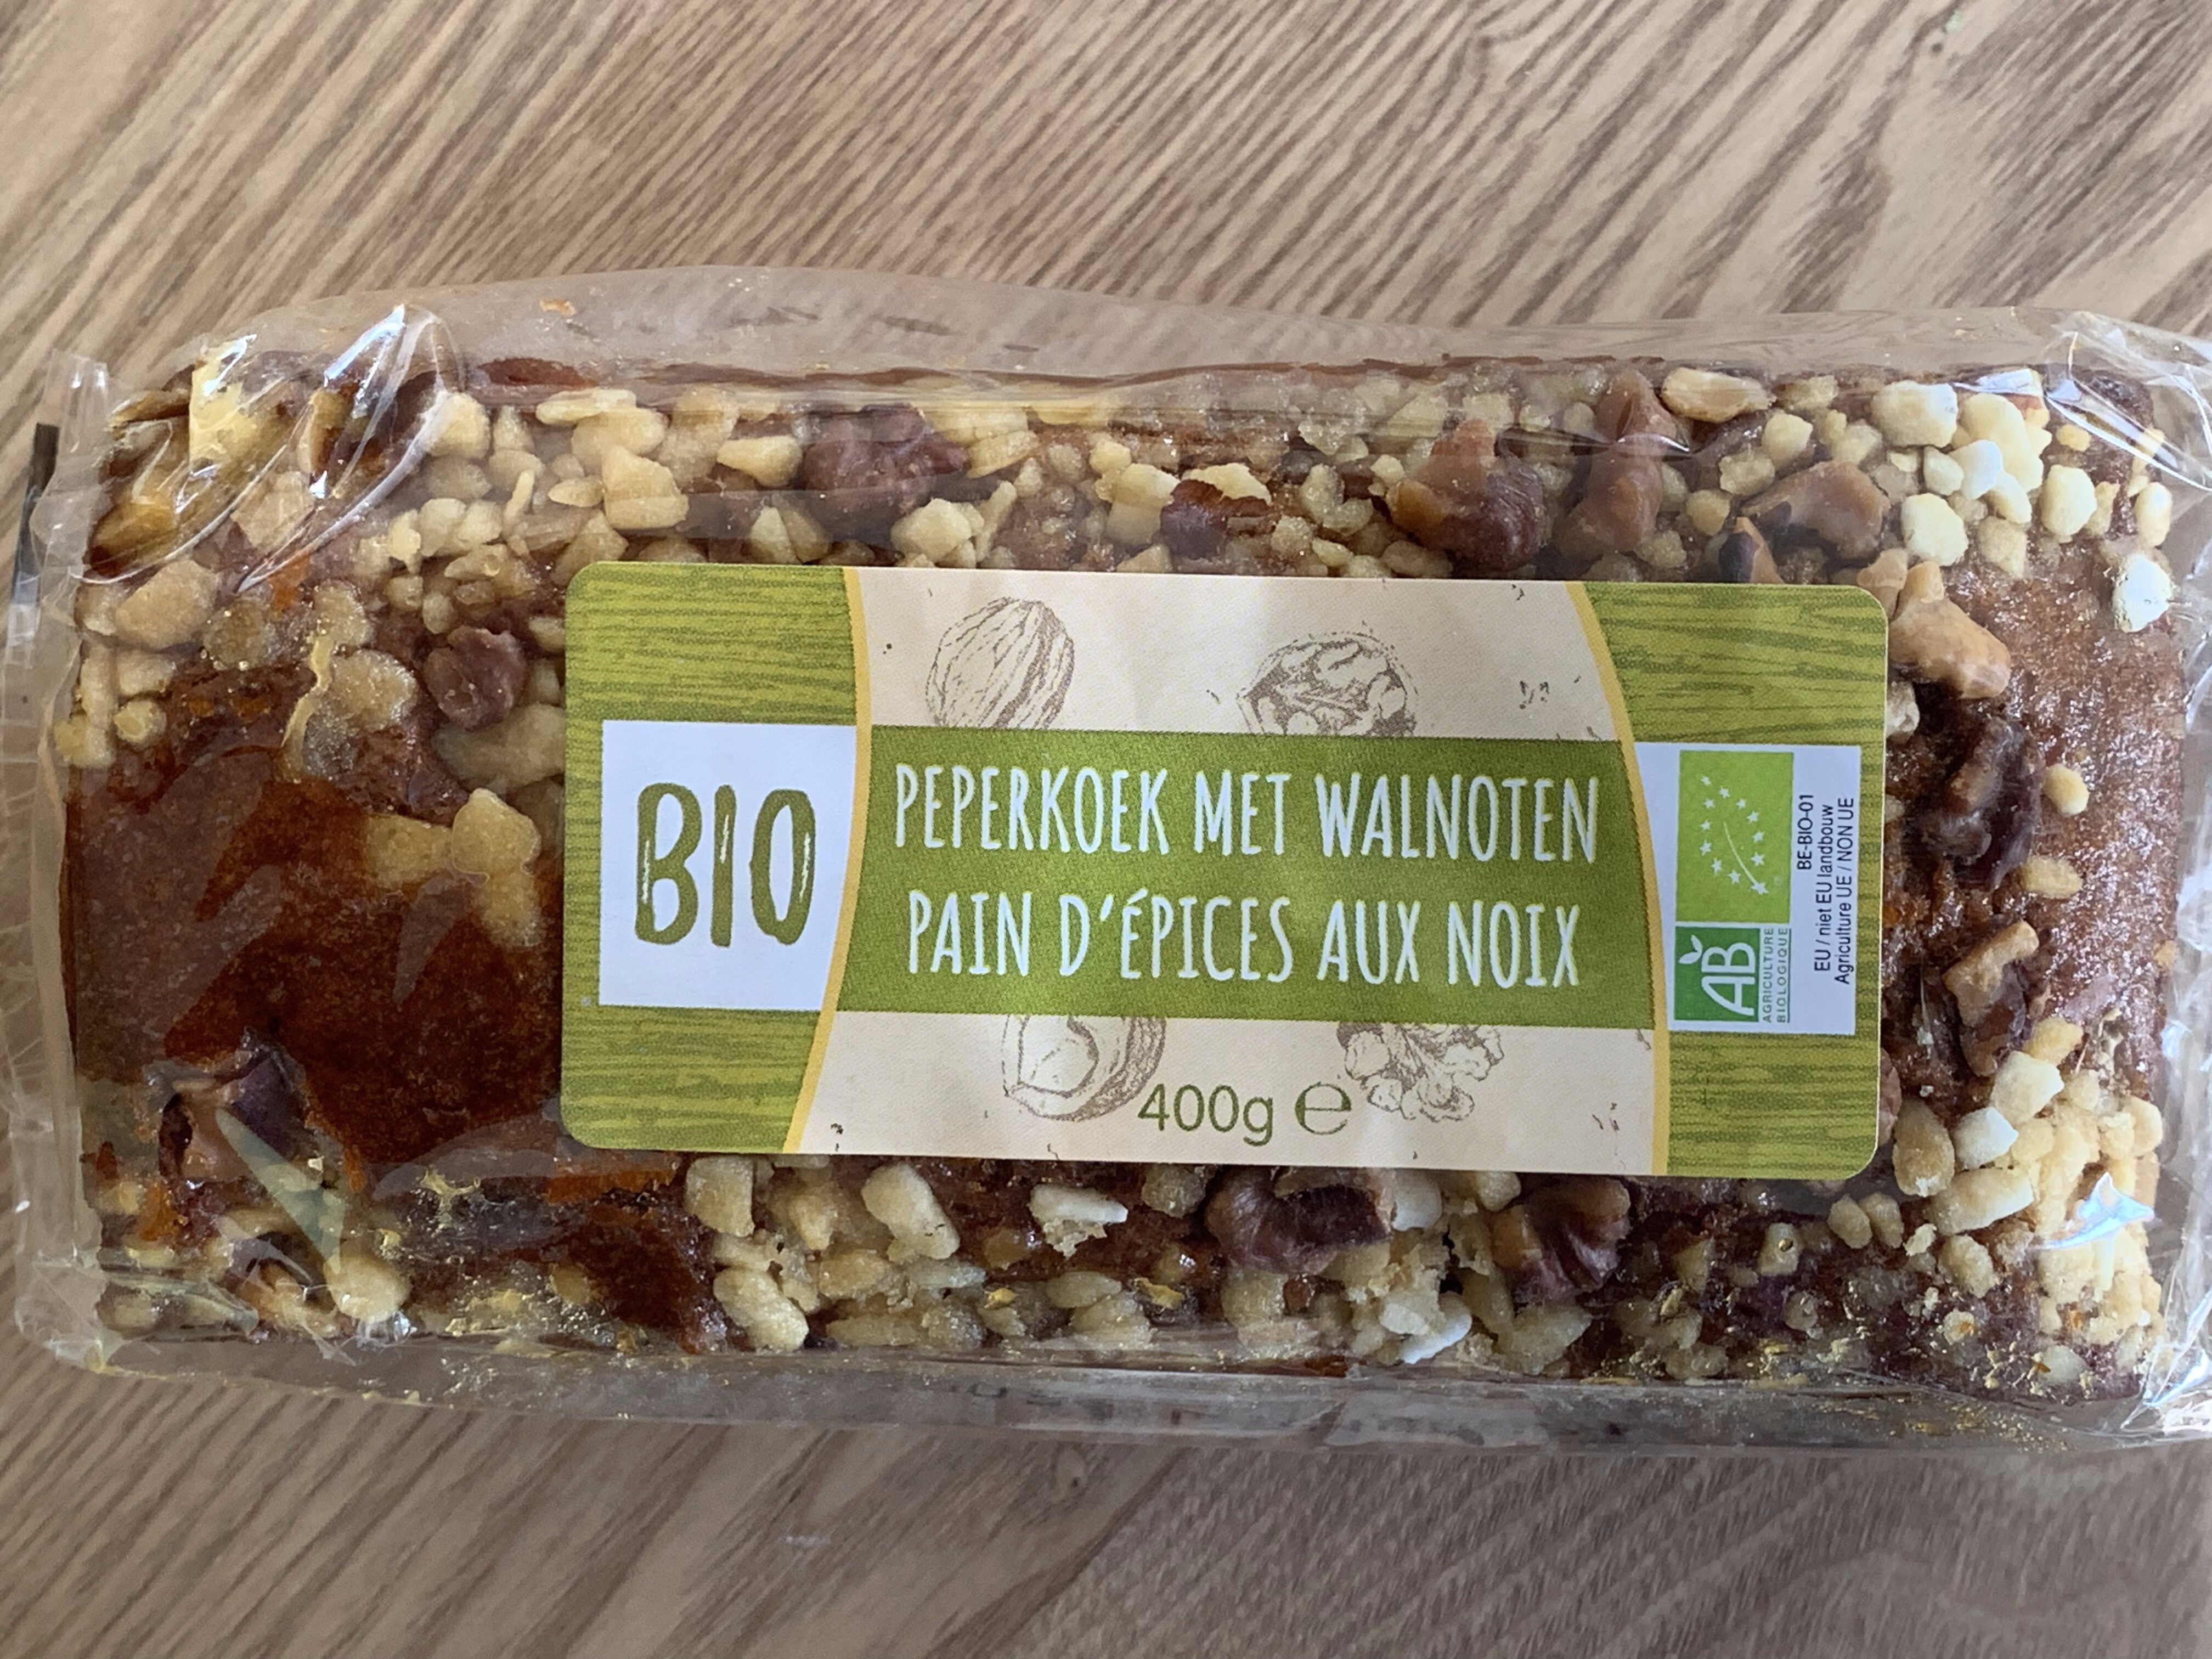 BIO
PEPERKOEK MET WALNOTEN
PAIN D'ÉPICES AUX NOIX
400g ℮
BE-BIO-01
EU / niet EU landbouw
Agriculture UE / NON UE
AB
AGRICULTURE
BIOLOGIQUE